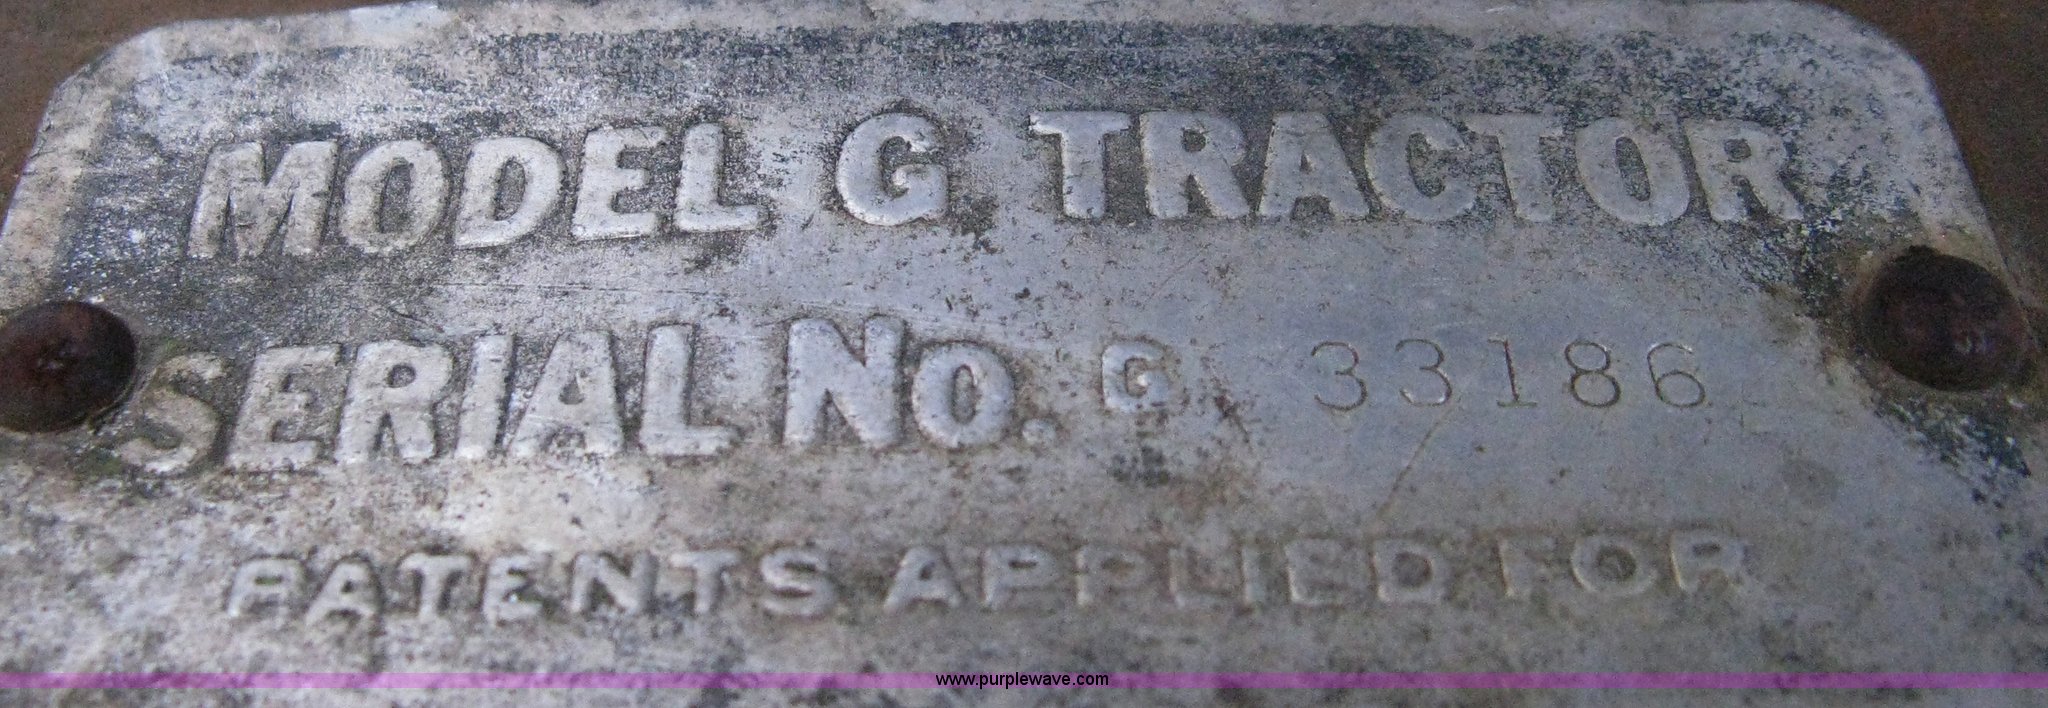 MODEL G TRACTOR
SERIAL No. G 33186
PATENTS APPLIED FOR
www.purplewave.com